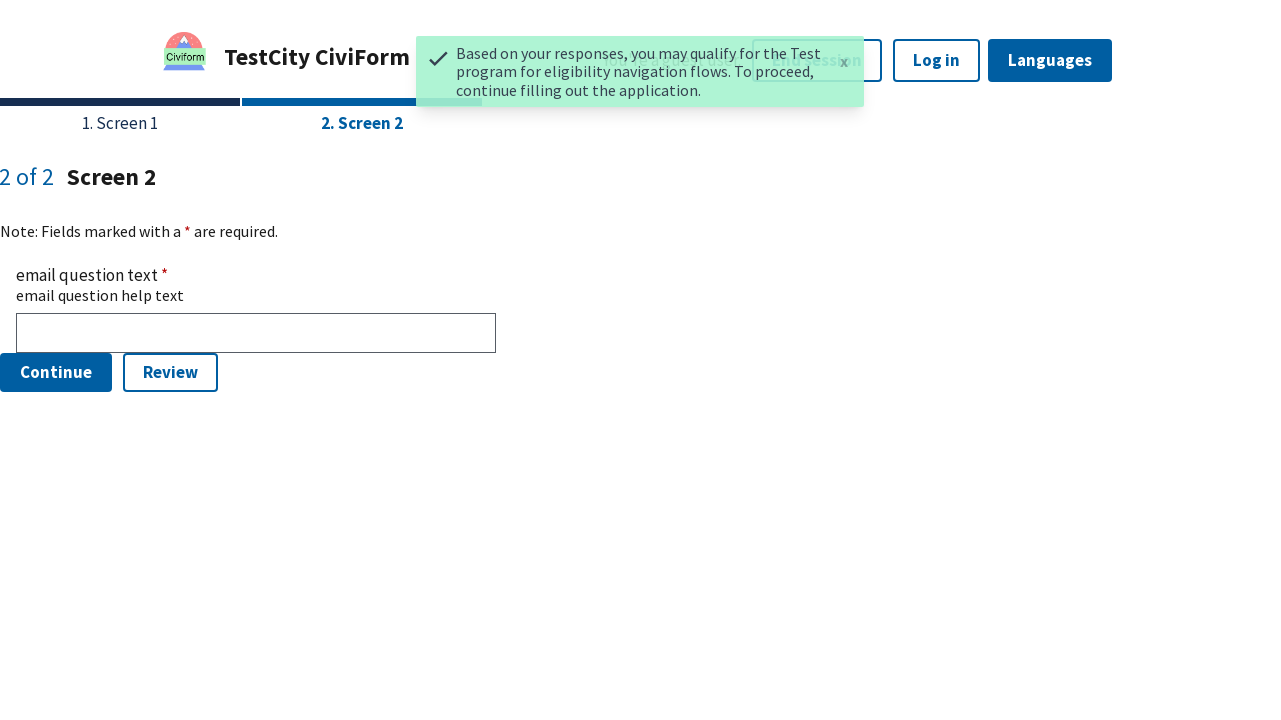 Civiform
TestCity CiviForm
Based on your responses, you may qualify for the Test
program for eligibility navigation flows. To proceed,
continue filling out the application.
x
End session
Log in
Languages
1. Screen 1
2. Screen 2
2 of 2 Screen 2
Note: Fields marked with a * are required.
email question text *
email question help text
Continue
Review